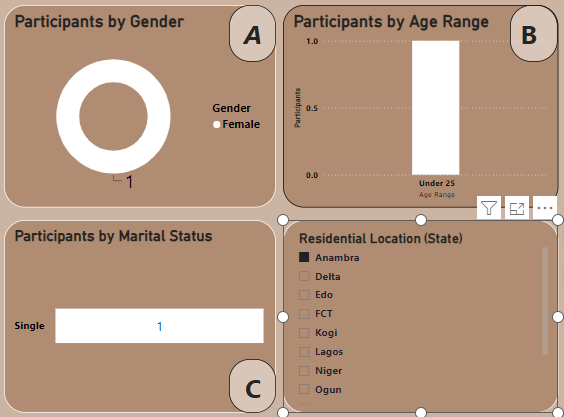 Participants by Gender
A
Gender
Female
1
Participants by Age Range
B
1.0
0.5
0.0
Participants
Under 25
Age Range
Participants by Marital Status
Single
1
C
Residential Location (State)
Anambra
Delta
Edo
FCT
Kogi
Lagos
Niger
Ogun